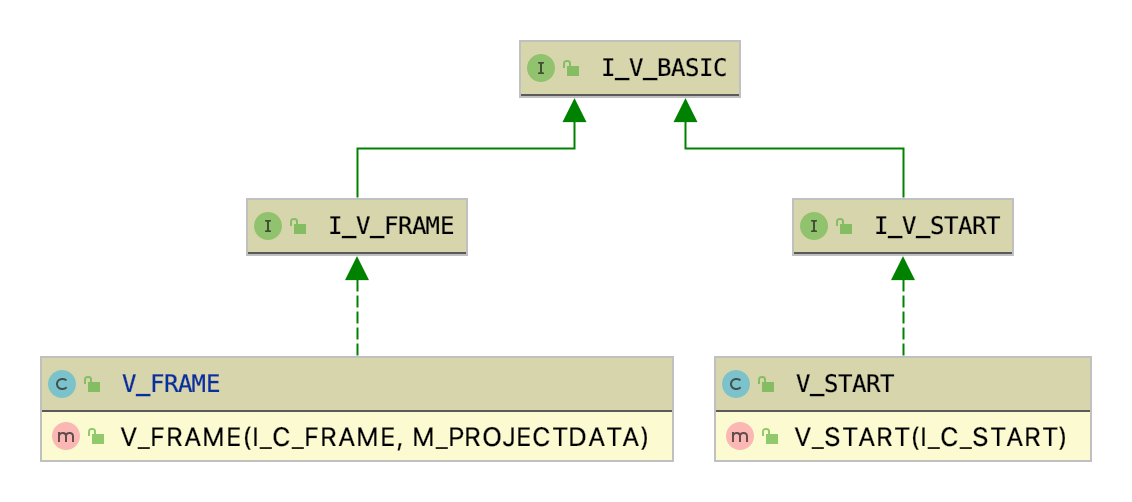 I I_V_BASIC
I I_V_FRAME
I I_V_START
C V_FRAME
m V_FRAME(I_C_FRAME, M_PROJECTDATA)
C V_START
m V_START(I_C_START)